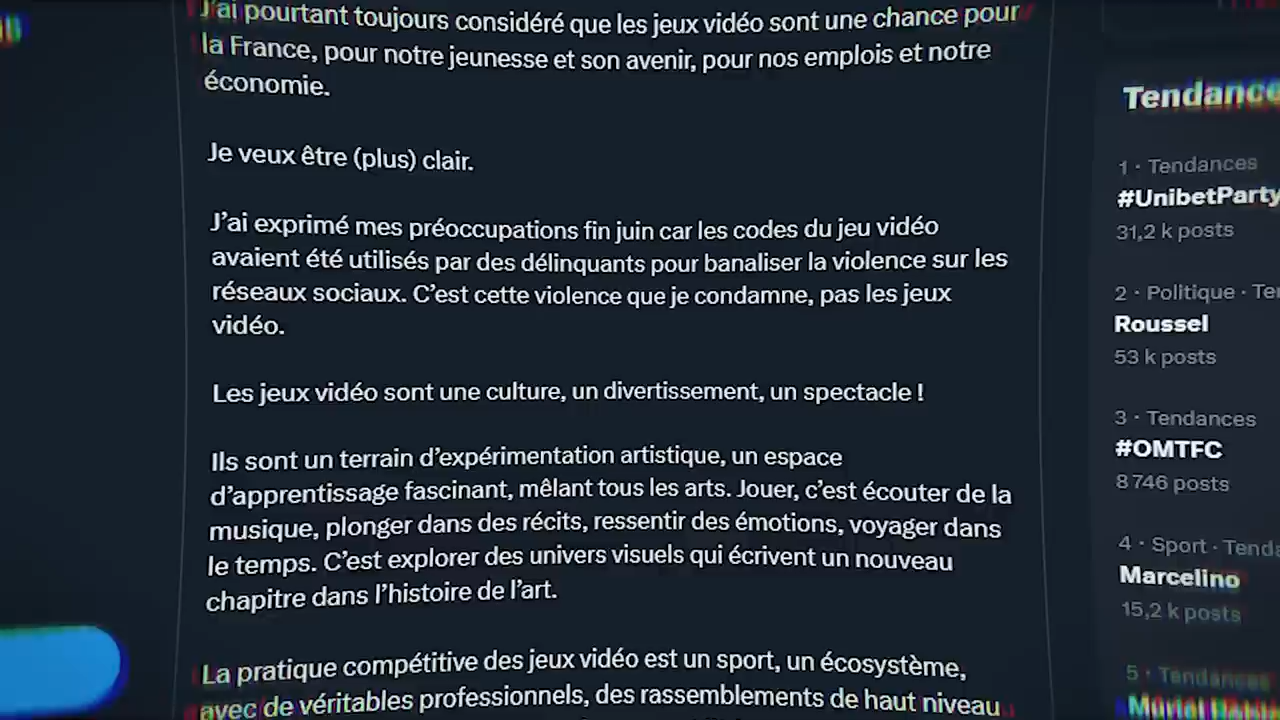 J'ai pourtant toujours considéré que les jeux vidéo sont une chance pour
la France, pour notre jeunesse et son avenir, pour nos emplois et notre
économie.
Je veux être (plus) clair.
J'ai exprimé mes préoccupations fin juin car les codes du jeu vidéo
avaient été utilisés par des délinquants pour banaliser la violence sur les
réseaux sociaux. C'est cette violence que je condamne, pas les jeux
vidéo.
Les jeux vidéo sont une culture, un divertissement, un spectacle !
Ils sont un terrain d'expérimentation artistique, un espace
d'apprentissage fascinant, mêlant tous les arts. Jouer, c'est écouter de la
musique, plonger dans des récits, ressentir des émotions, voyager dans
le temps. C'est explorer des univers visuels qui écrivent un nouveau
chapitre dans l'histoire de l'art.
La pratique compétitive des jeux vidéo est un sport, un écosystème,
avec de véritables professionnels, des rassemblements de haut niveau
Tendance
1 · Tendances
#UnibetParty
31,2 k posts
2 · Politique · Ten
Roussel
53 k posts
3 · Tendances
#OMTFC
8 746 posts
4 · Sport · Tenda
Marcelino
15,2 k posts
5 · Tendances